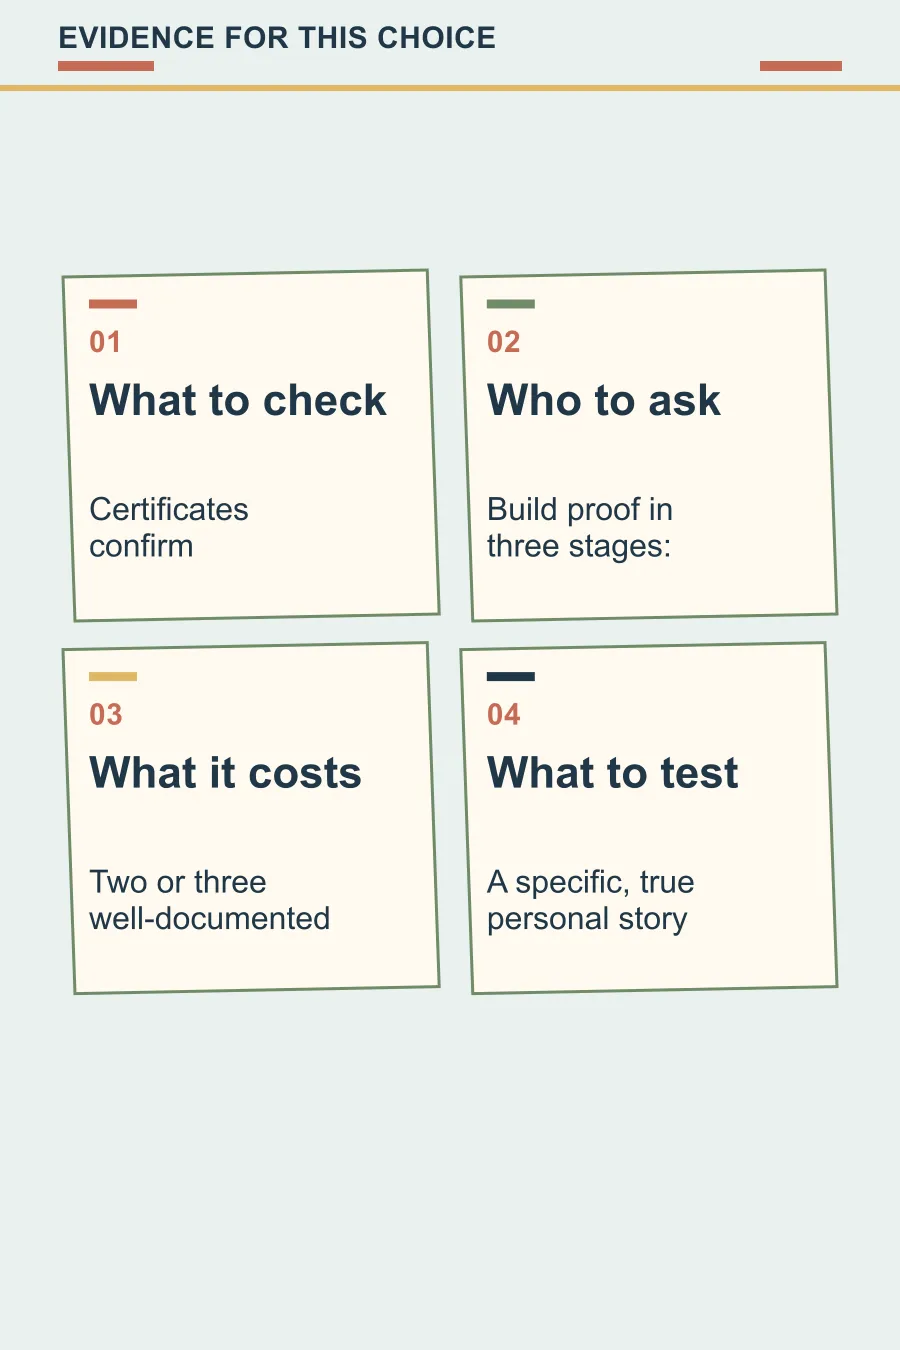 EVIDENCE FOR THIS CHOICE
01
What to check
Certificates
confirm
02
Who to ask
Build proof in
three stages:
03
What it costs
Two or three
well-documented
04
What to test
A specific, true
personal story